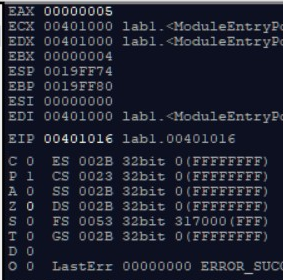 EAX 00000005
ECX 00401000 lab1.<ModuleEntryPo
EDX 00401000 lab1.<ModuleEntryPo
EBX 00000004
ESP 0019FF74
EBP 0019FF80
ESI 00000000
EDI 00401000 lab1.<ModuleEntryPo
EIP 00401016 lab1.00401016
C 0 ES 002B 32bit 0(FFFFFFFF)
P 1 CS 0023 32bit 0(FFFFFFFF)
A 0 SS 002B 32bit 0(FFFFFFFF)
Z 0 DS 002B 32bit 0(FFFFFFFF)
S 0 FS 0053 32bit 317000(FFF)
T 0 GS 002B 32bit 0(FFFFFFFF)
D 0
O 0 LastErr 00000000 ERROR_SUCC